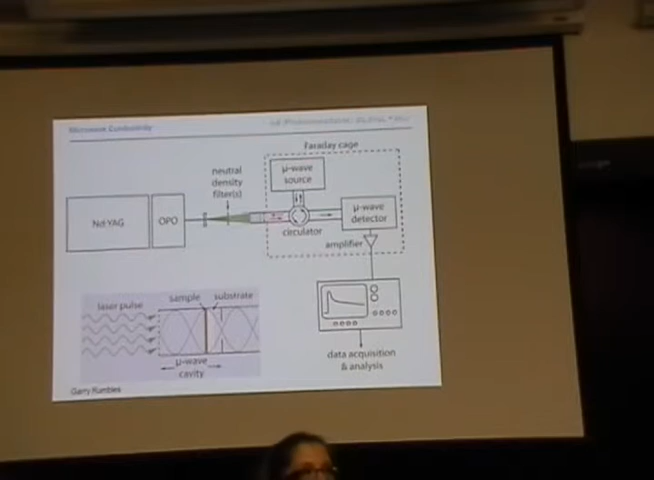 Microwave Conductivity
Faraday cage
neutral
density
filter(s)
μ-wave
source
Nd:YAG
OPO
μ-wave
detector
circulator
amplifier
laser pulse
sample
substrate
μ-wave
cavity
data acquisition
& analysis
Garry Rumbles